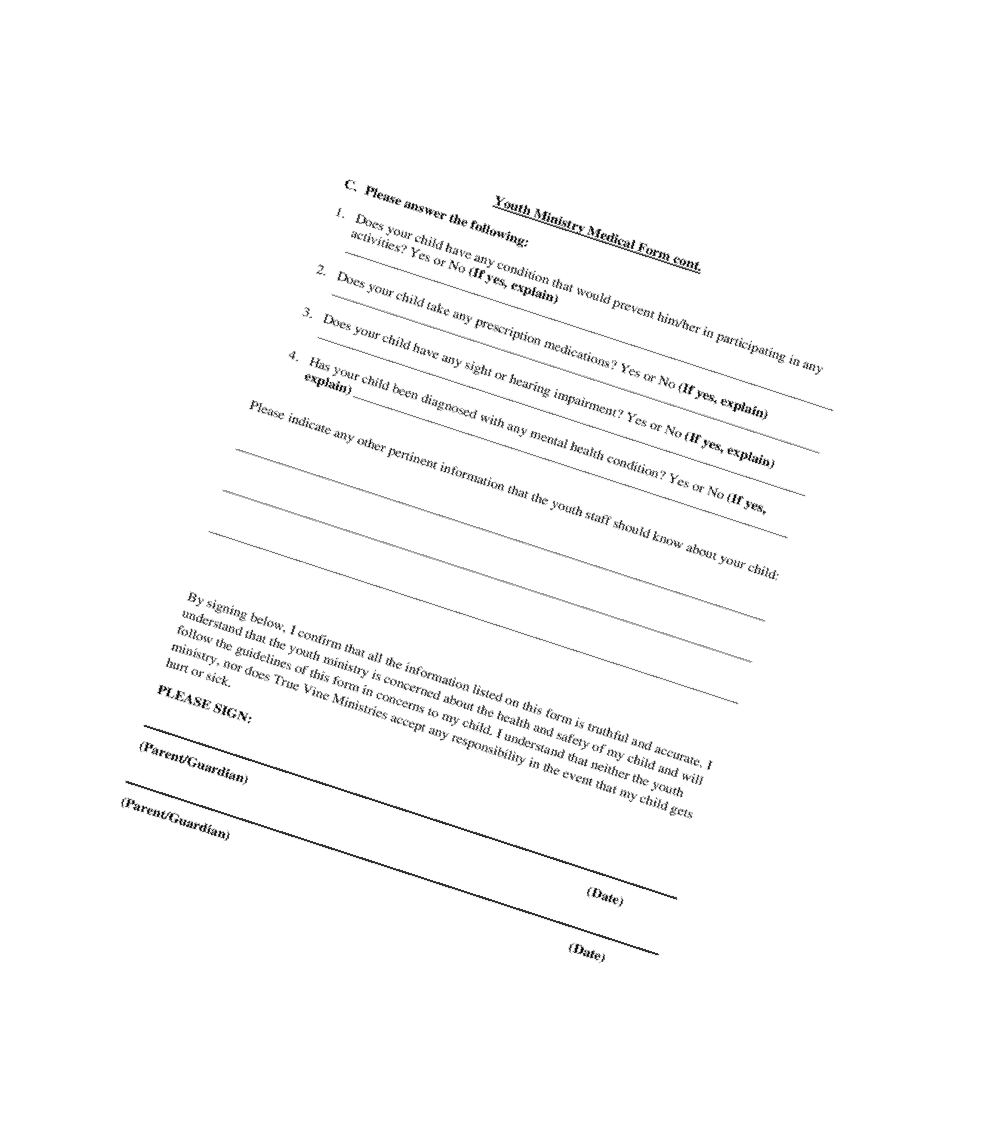 Youth Ministry Medical Form cont.
C. Please answer the following:
1. Does your child have any condition that would prevent him/her in participating in any
activities? Yes or No (If yes, explain)
2. Does your child take any prescription medications? Yes or No (If yes, explain)
3. Does your child have any sight or hearing impairment? Yes or No (If yes, explain)
4. Has your child been diagnosed with any mental health condition? Yes or No (If yes,
explain)
Please indicate any other pertinent information that the youth staff should know about your child:
By signing below, I confirm that all the information listed on this form is truthful and accurate. I
understand that the youth ministry is concerned about the health and safety of my child and will
follow the guidelines of this form in concerns to my child. I understand that neither the youth
ministry, nor does True Vine Ministries accept any responsibility in the event that my child gets
hurt or sick.
PLEASE SIGN:
(Parent/Guardian) (Date)
(Parent/Guardian) (Date)